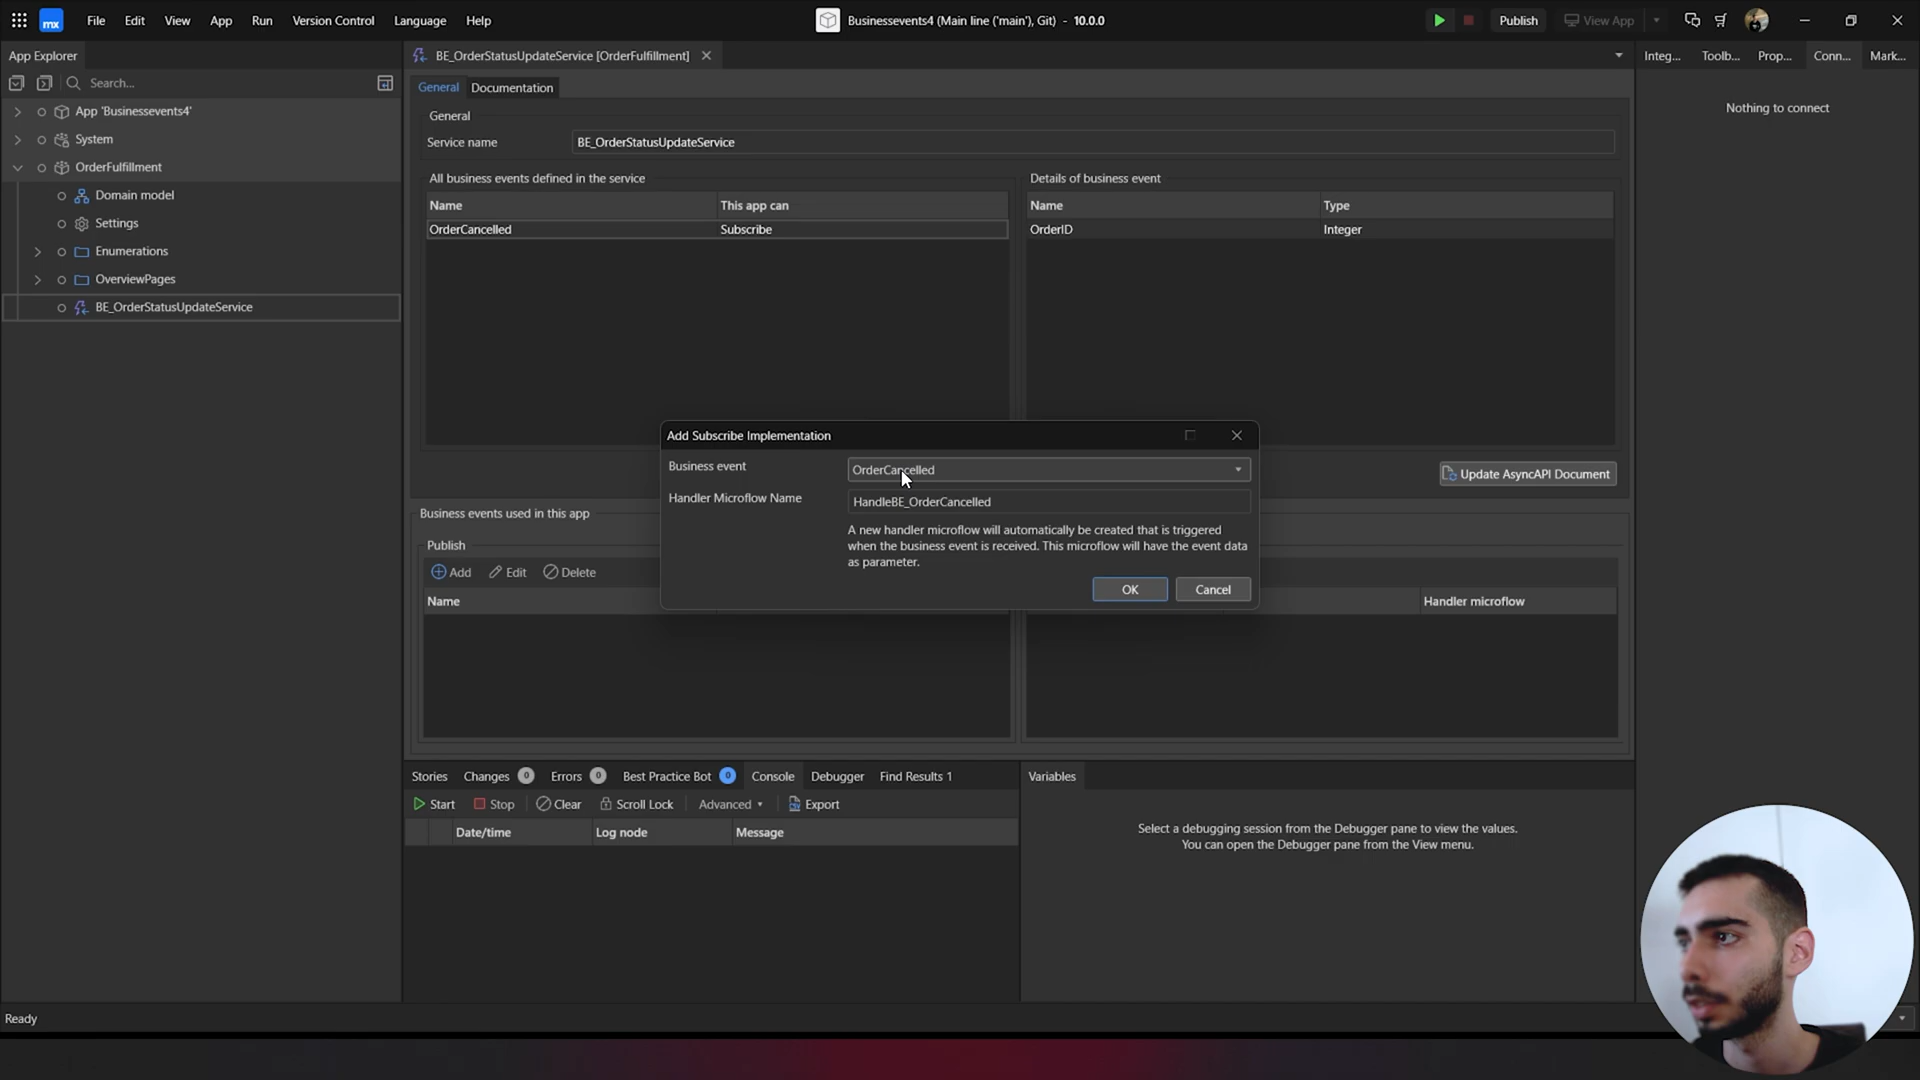 mx File Edit View App Run Version Control Language Help
Businessevents4 (Main line ('main'), Git) - 10.0.0
Publish View App
App Explorer
Search...
App 'Businessevents4'
System
OrderFulfillment
Domain model
Settings
Enumerations
OverviewPages
BE_OrderStatusUpdateService
BE_OrderStatusUpdateService [OrderFulfillment]
General Documentation
General
Service name BE_OrderStatusUpdateService
All business events defined in the service
Name This app can
OrderCancelled Subscribe
Details of business event
Name Type
OrderID Integer
Update AsyncAPI Document
Add Subscribe Implementation
Business event OrderCancelled
Handler Microflow Name HandleBE_OrderCancelled
A new handler microflow will automatically be created that is triggered
when the business event is received. This microflow will have the event data
as parameter.
OK Cancel
Business events used in this app
Publish
Add Edit Delete
Name
Handler microflow
Stories Changes 0 Errors 0 Best Practice Bot 0 Console Debugger Find Results 1
Start Stop Clear Scroll Lock Advanced Export
Date/time Log node Message
Variables
Select a debugging session from the Debugger pane to view the values.
You can open the Debugger pane from the View menu.
Integ... Toolb... Prop... Conn... Mark...
Nothing to connect
Ready